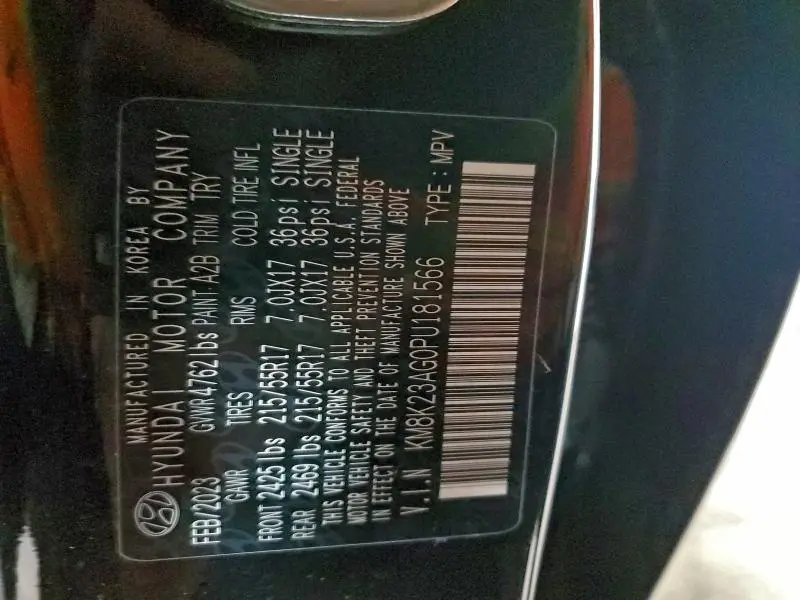 MANUFACTURED IN KOREA BY
HYUNDAI MOTOR COMPANY
FEB/2023 GVWR 4762lbs PAINT A2B TRIM TRY
GAWR TIRES RIMS COLD TIRE INFL
FRONT 2425 lbs 215/55R17 7.0JX17 36psi SINGLE
REAR 2469 lbs 215/55R17 7.0JX17 36psi SINGLE
THIS VEHICLE CONFORMS TO ALL APPLICABLE U.S.A. FEDERAL
MOTOR VEHICLE SAFETY AND THEFT PREVENTION STANDARDS
IN EFFECT ON THE DATE OF MANUFACTURE SHOWN ABOVE
V.I.N KM8K23AG0PU181566 TYPE : MPV